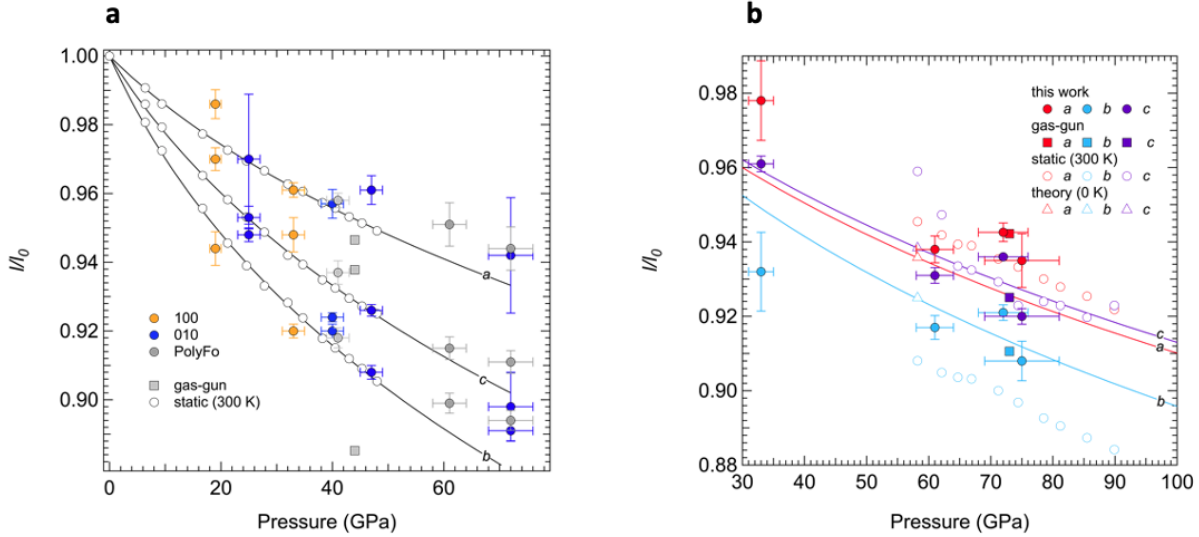 a
1.00
0.98
0.96
0.94
0.92
0.90
l/l0
a
c
b
100
010
PolyFo
gas-gun
static (300 K)
0
20
40
60
Pressure (GPa)
b
0.98
0.96
0.94
0.92
0.90
0.88
l/l0
this work
a b c
gas-gun
a b c
static (300 K)
a b c
theory (0 K)
a b c
c
a
b
30 40 50 60 70 80 90 100
Pressure (GPa)